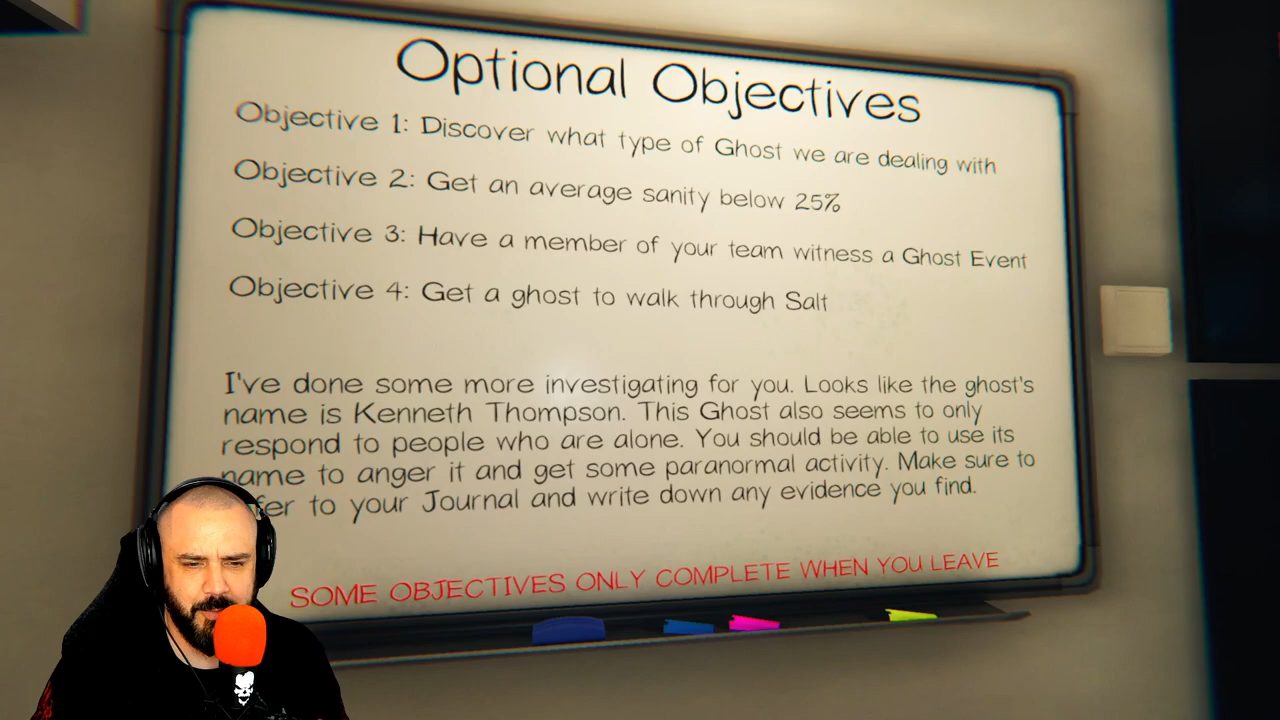 Optional Objectives
Objective 1: Discover what type of Ghost we are dealing with
Objective 2: Get an average sanity below 25%
Objective 3: Have a member of your team witness a Ghost Event
Objective 4: Get a ghost to walk through Salt
I've done some more investigating for you. Looks like the ghost's
name is Kenneth Thompson. This Ghost also seems to only
respond to people who are alone. You should be able to use its
name to anger it and get some paranormal activity. Make sure to
to your Journal and write down any evidence you find.
SOME OBJECTIVES ONLY COMPLETE WHEN YOU LEAVE